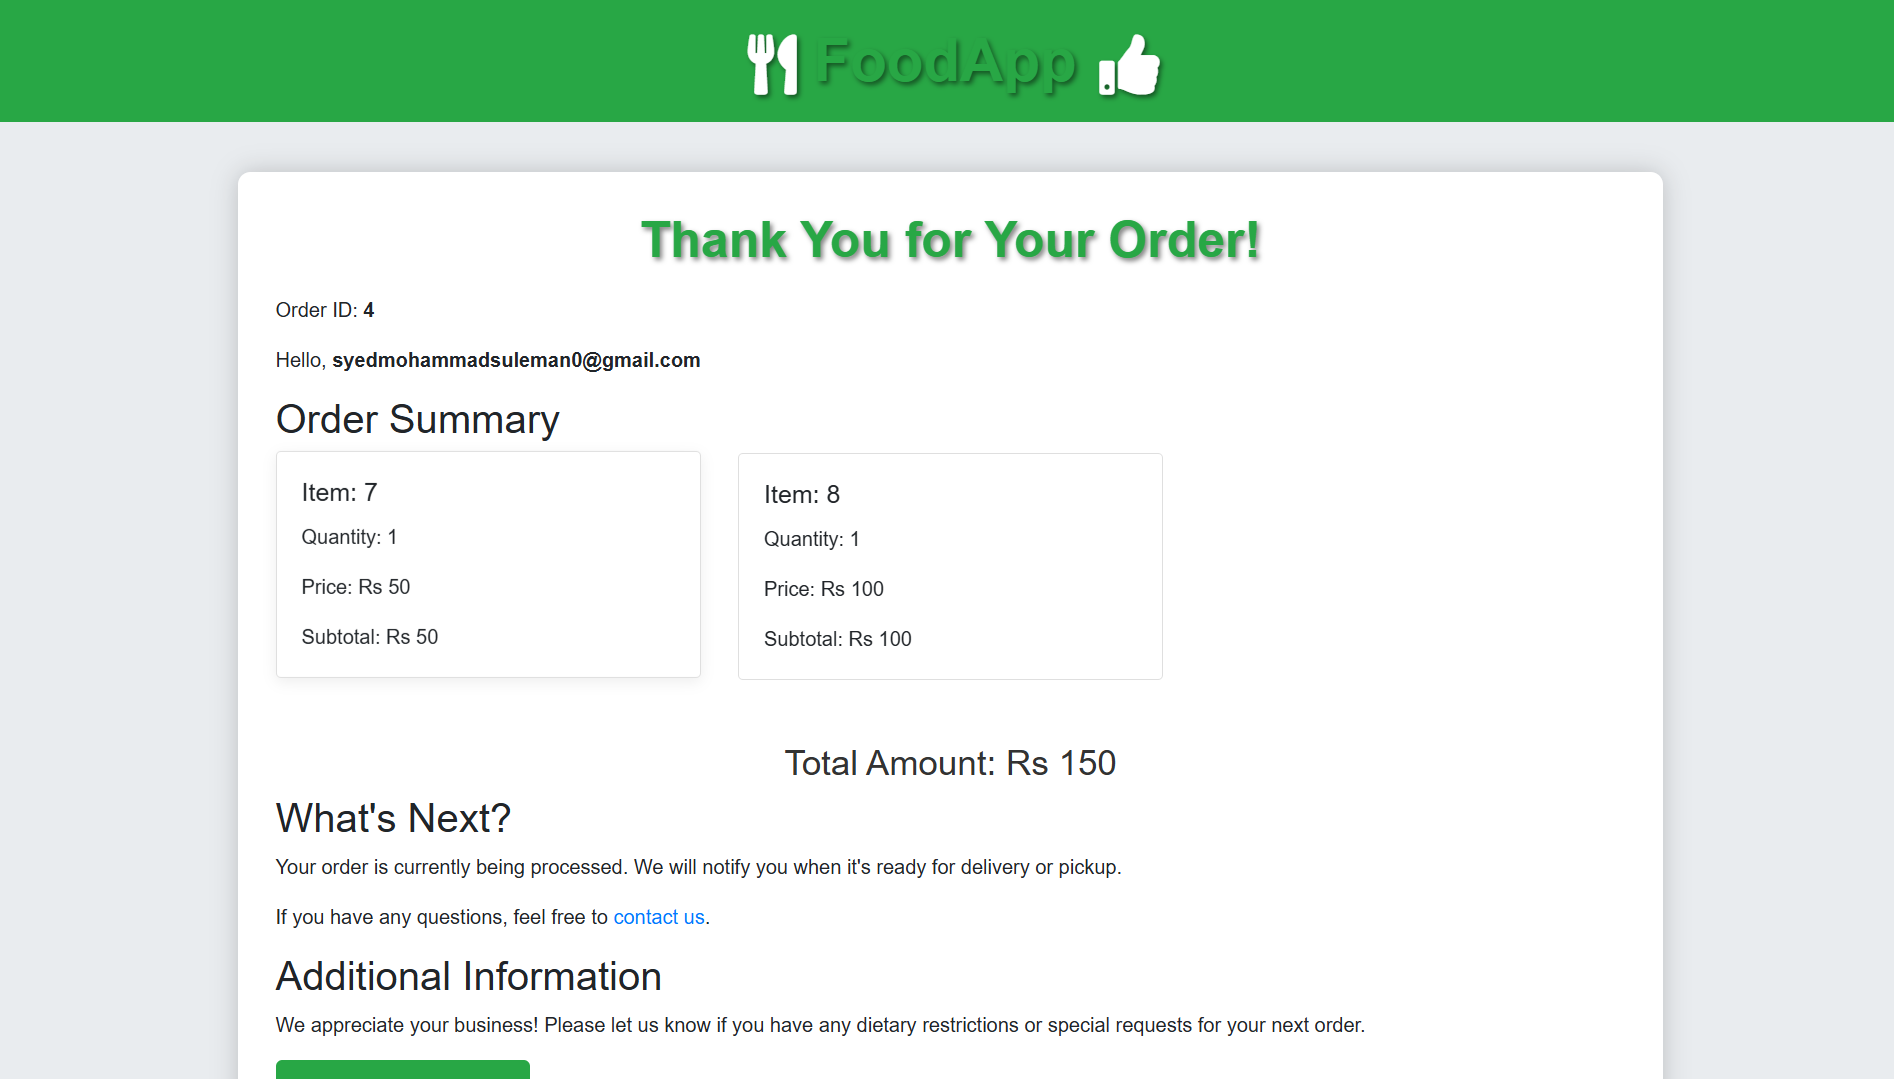 FoodApp
Thank You for Your Order!
Order ID: 4
Hello, syedmohammadsuleman0@gmail.com
Order Summary
Item: 7
Quantity: 1
Price: Rs 50
Subtotal: Rs 50
Item: 8
Quantity: 1
Price: Rs 100
Subtotal: Rs 100
Total Amount: Rs 150
What's Next?
Your order is currently being processed. We will notify you when it's ready for delivery or pickup.
If you have any questions, feel free to contact us.
Additional Information
We appreciate your business! Please let us know if you have any dietary restrictions or special requests for your next order.